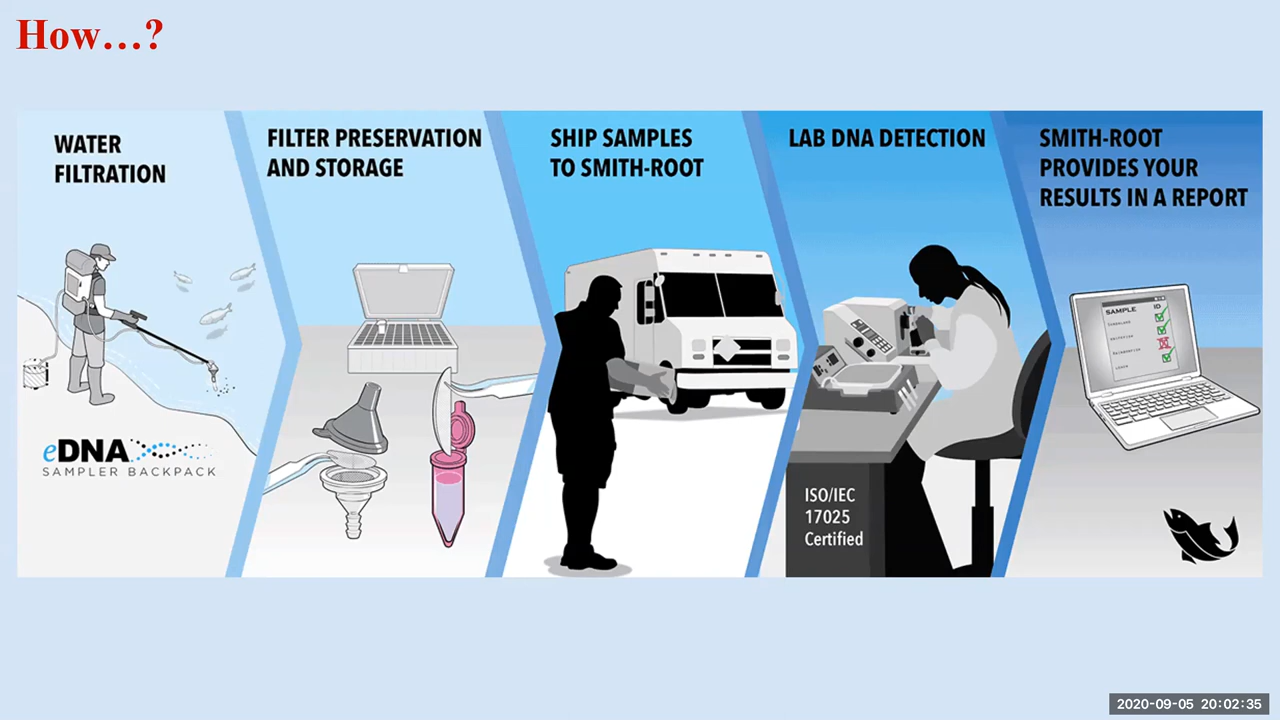 How...?
WATER
FILTRATION
FILTER PRESERVATION
AND STORAGE
SHIP SAMPLES
TO SMITH-ROOT
LAB DNA DETECTION
SMITH-ROOT
PROVIDES YOUR
RESULTS IN A REPORT
eDNA
SAMPLER BACKPACK
ISO/IEC
17025
Certified
SAMPLE ID
2020-09-05 20:02:35